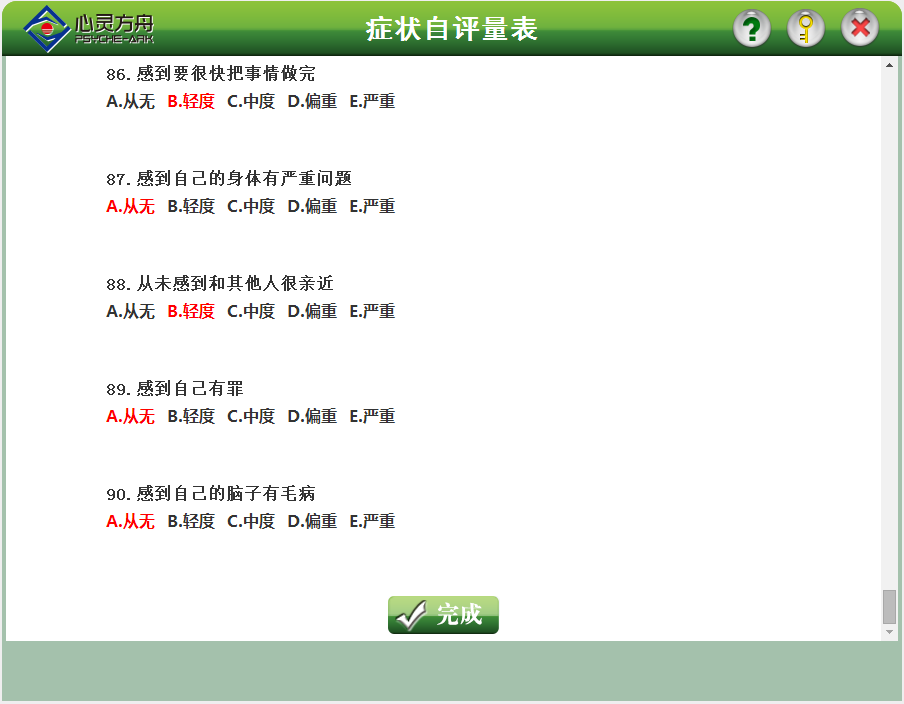 心灵方舟
PSYCHE-ARK
症状自评量表
?
86. 感到要很快把事情做完
A.从无 B.轻度 C.中度 D.偏重 E.严重
87. 感到自己的身体有严重问题
A.从无 B.轻度 C.中度 D.偏重 E.严重
88. 从未感到和其他人很亲近
A.从无 B.轻度 C.中度 D.偏重 E.严重
89. 感到自己有罪
A.从无 B.轻度 C.中度 D.偏重 E.严重
90. 感到自己的脑子有毛病
A.从无 B.轻度 C.中度 D.偏重 E.严重
完成